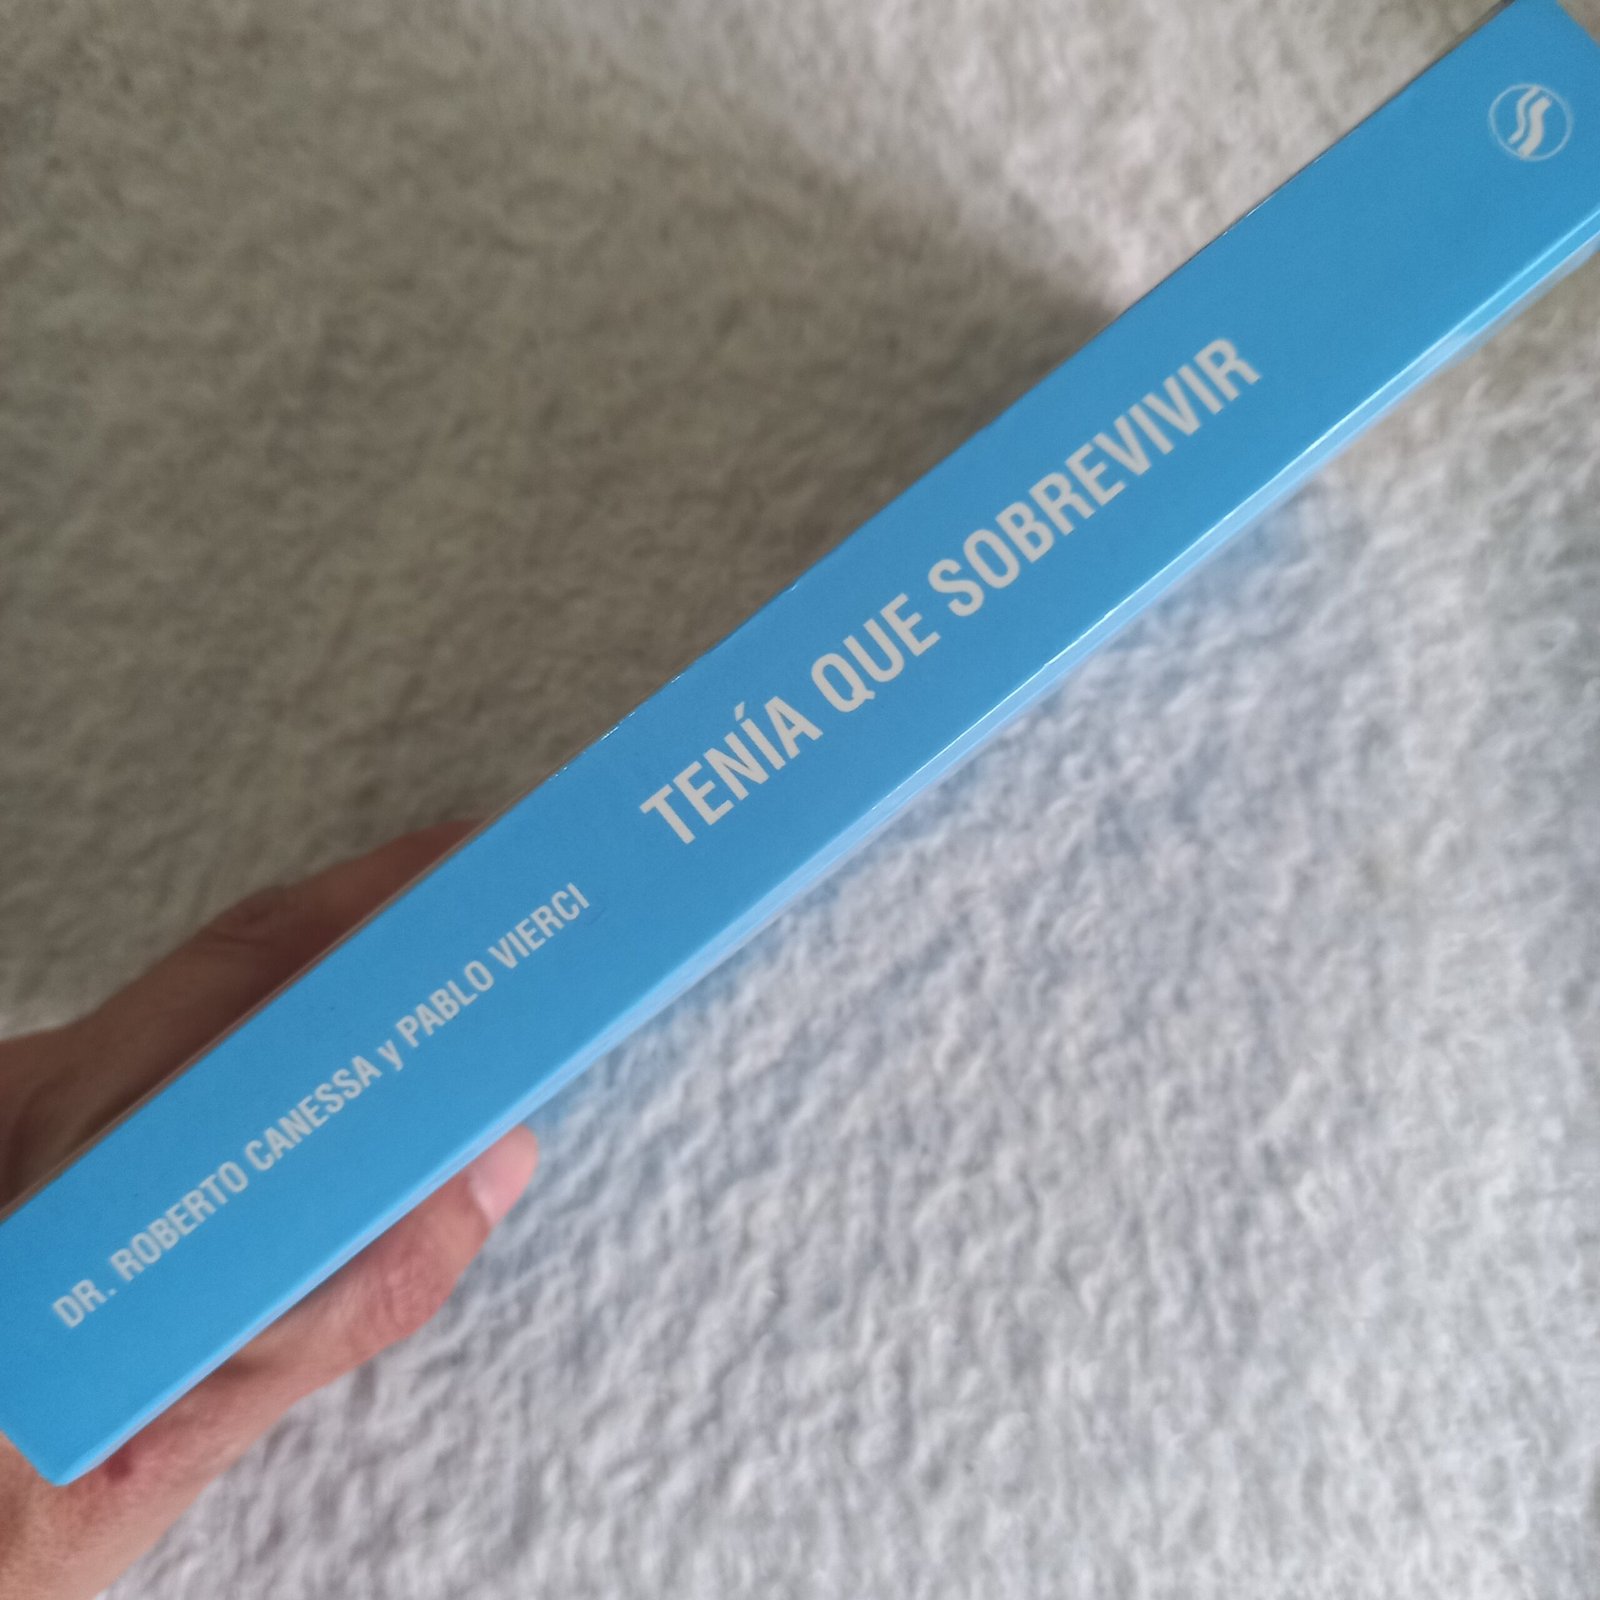 DR. ROBERTO CANESSA y PABLO VIERCI
TENÍA QUE SOBREVIVIR